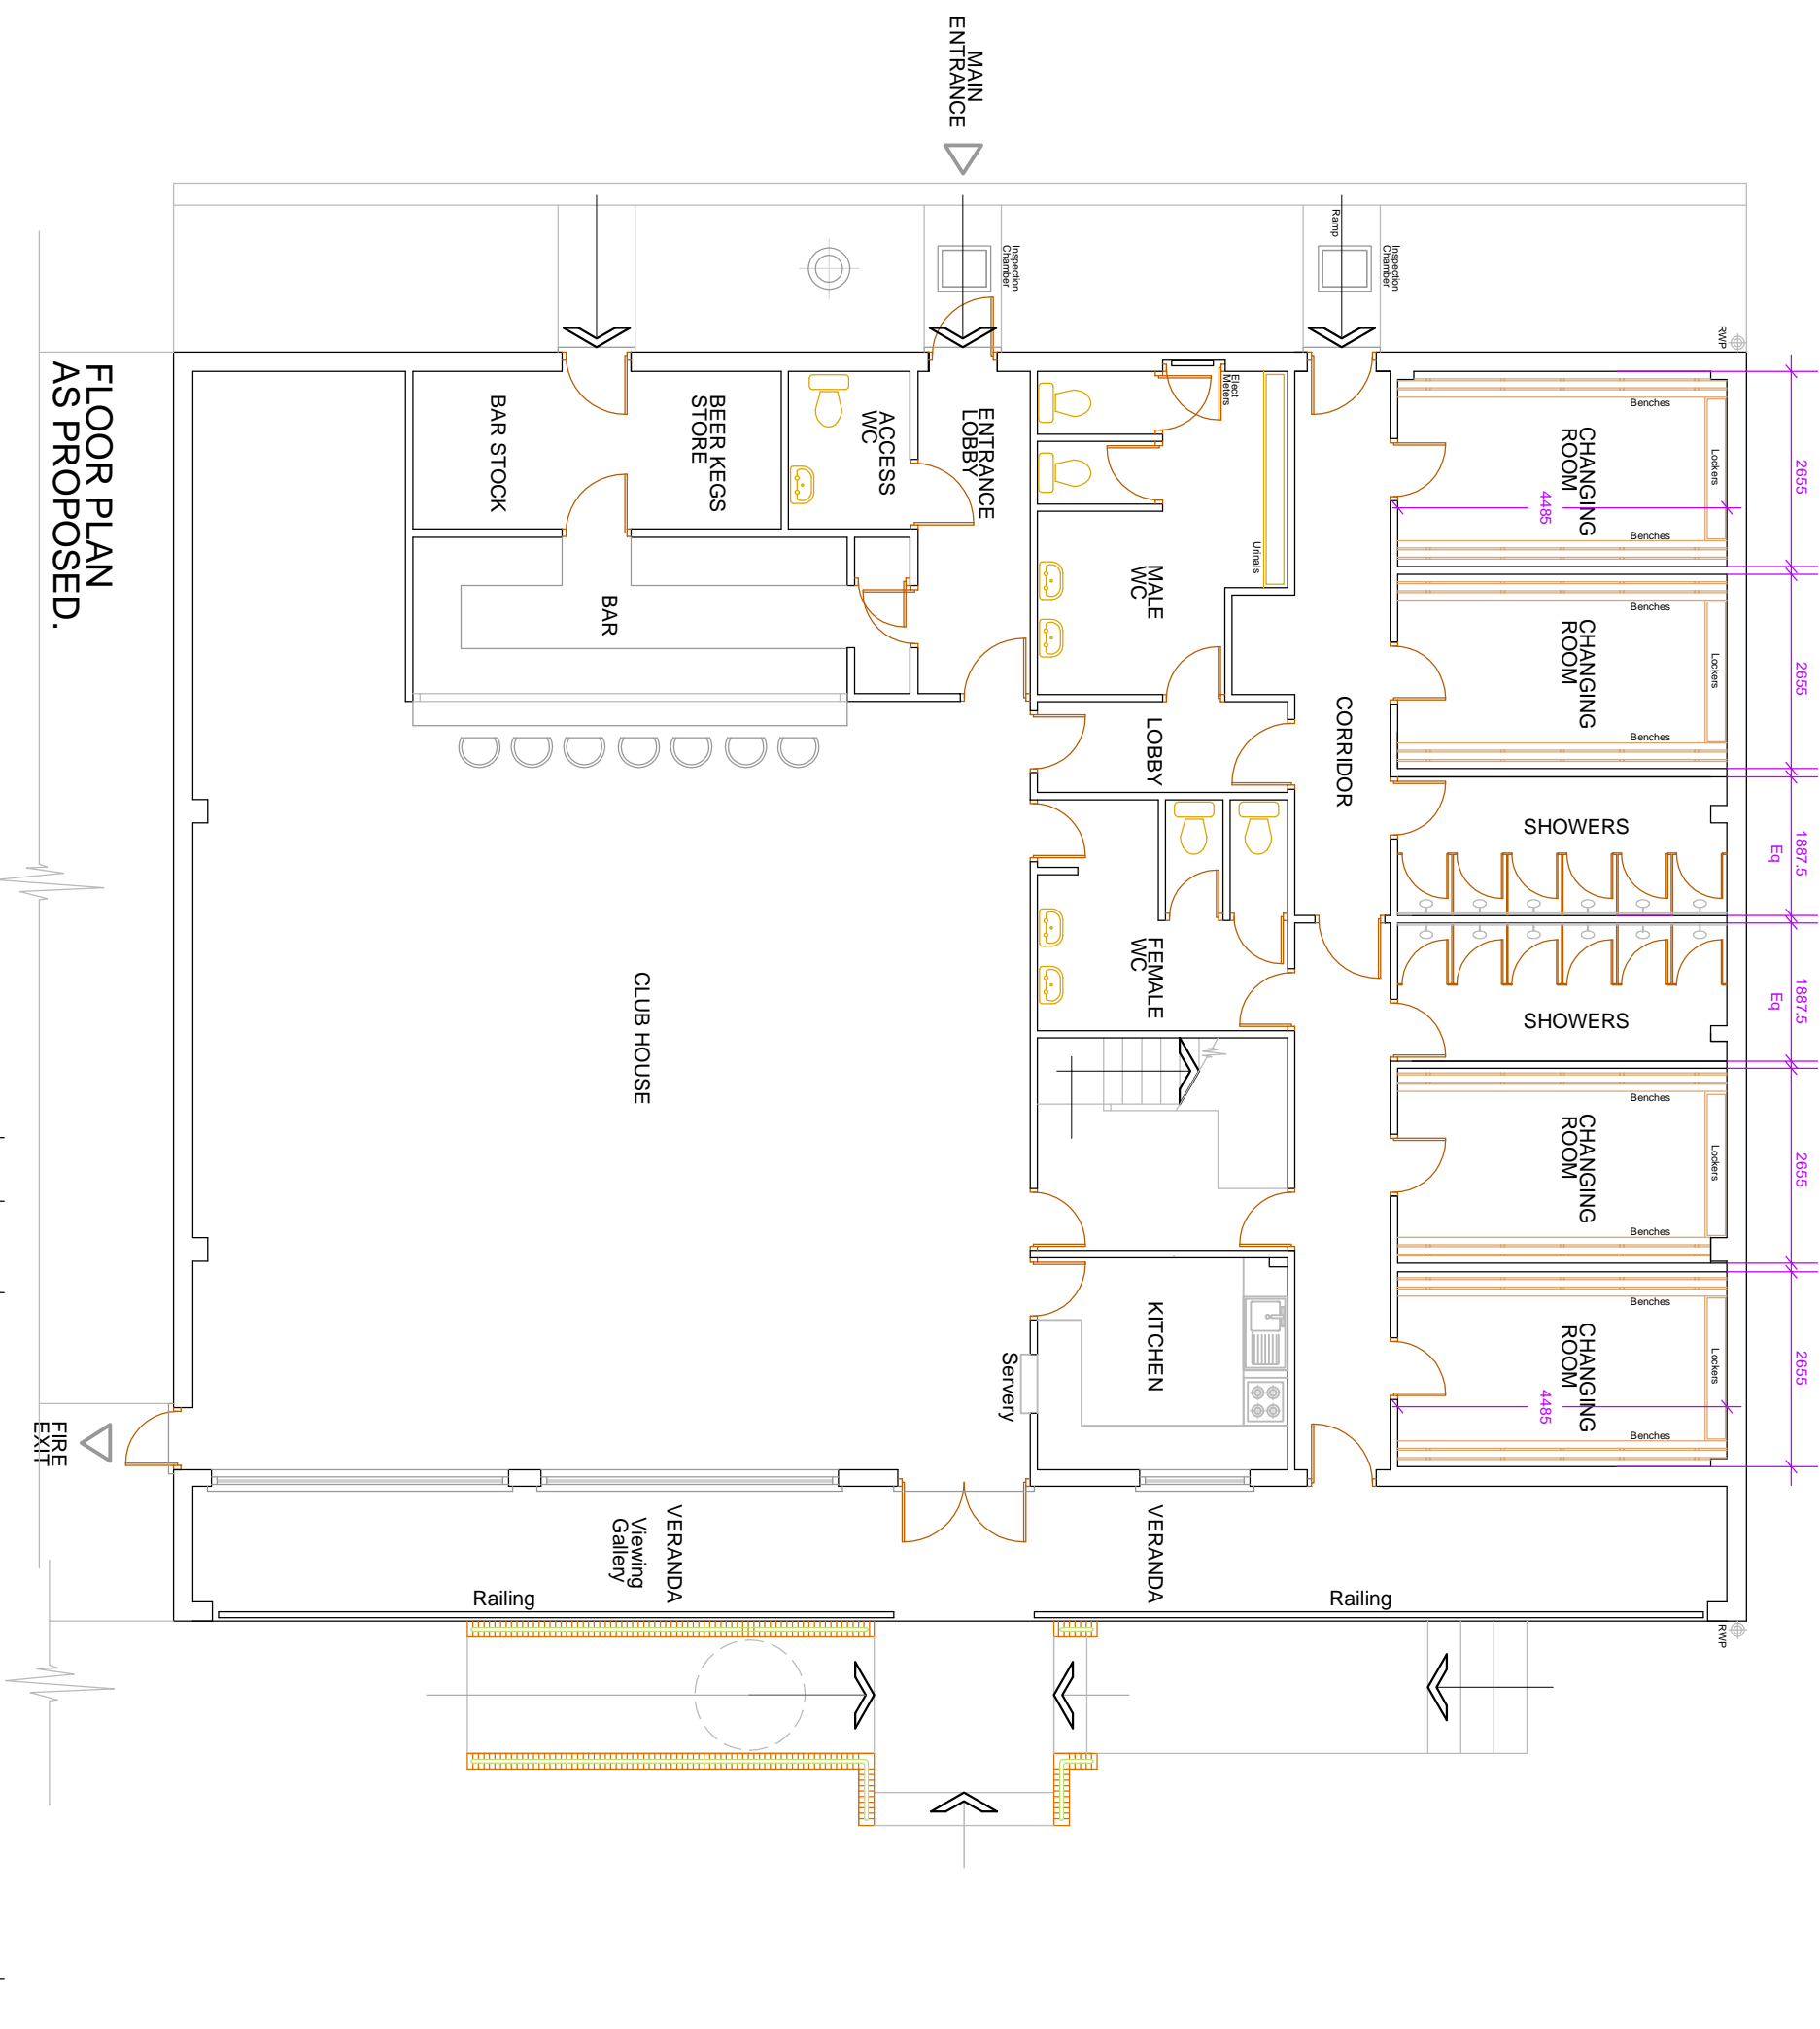 MAIN
ENTRANCE
Ramp
Inspection
Chamber
Inspection
Chamber
RWP
FLOOR PLAN
AS PROPOSED.
BAR STOCK
BEER KEGS
STORE
ACCESS
WC
ENTRANCE
LOBBY
Elect
Meters
Urinals
MALE
WC
BAR
LOBBY
CORRIDOR
Benches
CHANGING
ROOM
Lockers
4485
Benches
2655
Benches
CHANGING
ROOM
Lockers
Benches
2655
SHOWERS
1887.5
Eq
SHOWERS
1887.5
Eq
FEMALE
WC
CLUB HOUSE
Benches
CHANGING
ROOM
Lockers
Benches
2655
Benches
CHANGING
ROOM
Lockers
4485
Benches
2655
KITCHEN
Servery
FIRE
EXIT
VERANDA
Viewing
Gallery
VERANDA
Railing
Railing
RWP